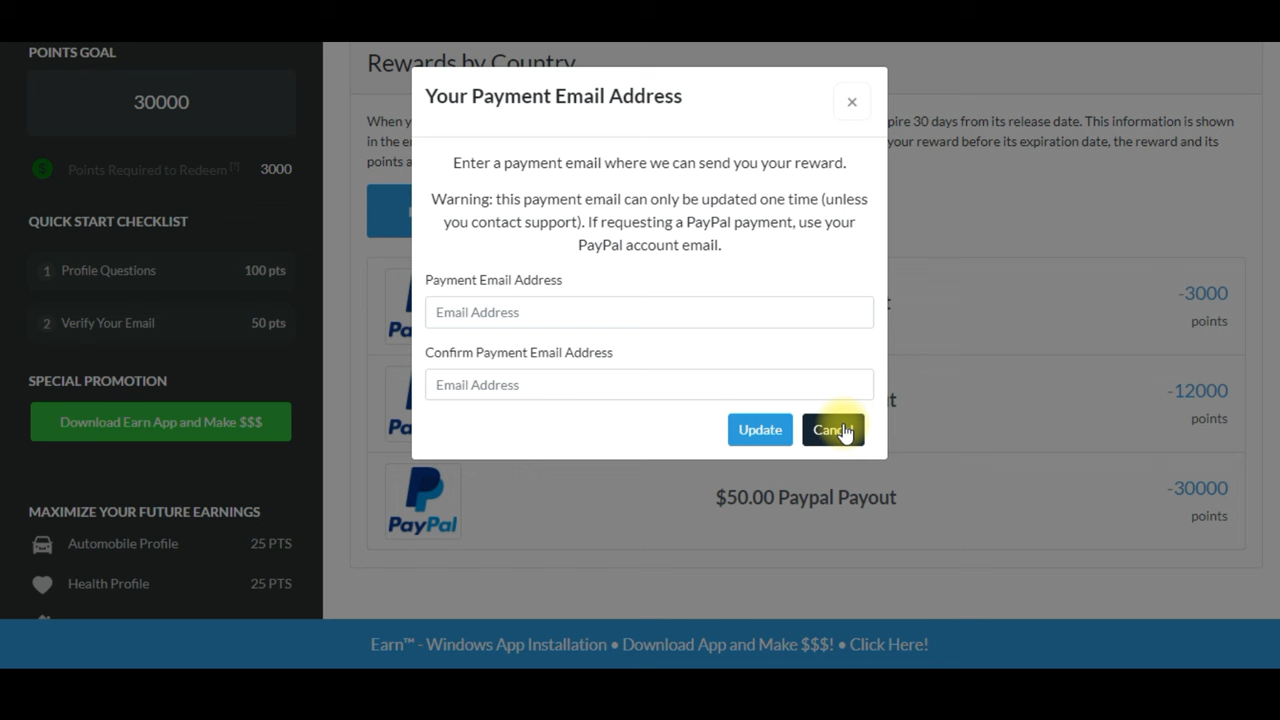 POINTS GOAL
30000
Points Required to Redeem [?] 3000
QUICK START CHECKLIST
1 Profile Questions 100 pts
2 Verify Your Email 50 pts
SPECIAL PROMOTION
Download Earn App and Make $$$
MAXIMIZE YOUR FUTURE EARNINGS
Automobile Profile 25 PTS
Health Profile 25 PTS
Rewards by Country
When y
pire 30 days from its release date. This information is shown
in the e
your reward before its expiration date, the reward and its
points a
Your Payment Email Address
×
Enter a payment email where we can send you your reward.
Warning: this payment email can only be updated one time (unless
you contact support). If requesting a PayPal payment, use your
PayPal account email.
Payment Email Address
Email Address
Confirm Payment Email Address
Email Address
Update
-3000
points
-12000
points
PayPal
$50.00 Paypal Payout
-30000
points
Earn™ - Windows App Installation • Download App and Make $$$! • Click Here!